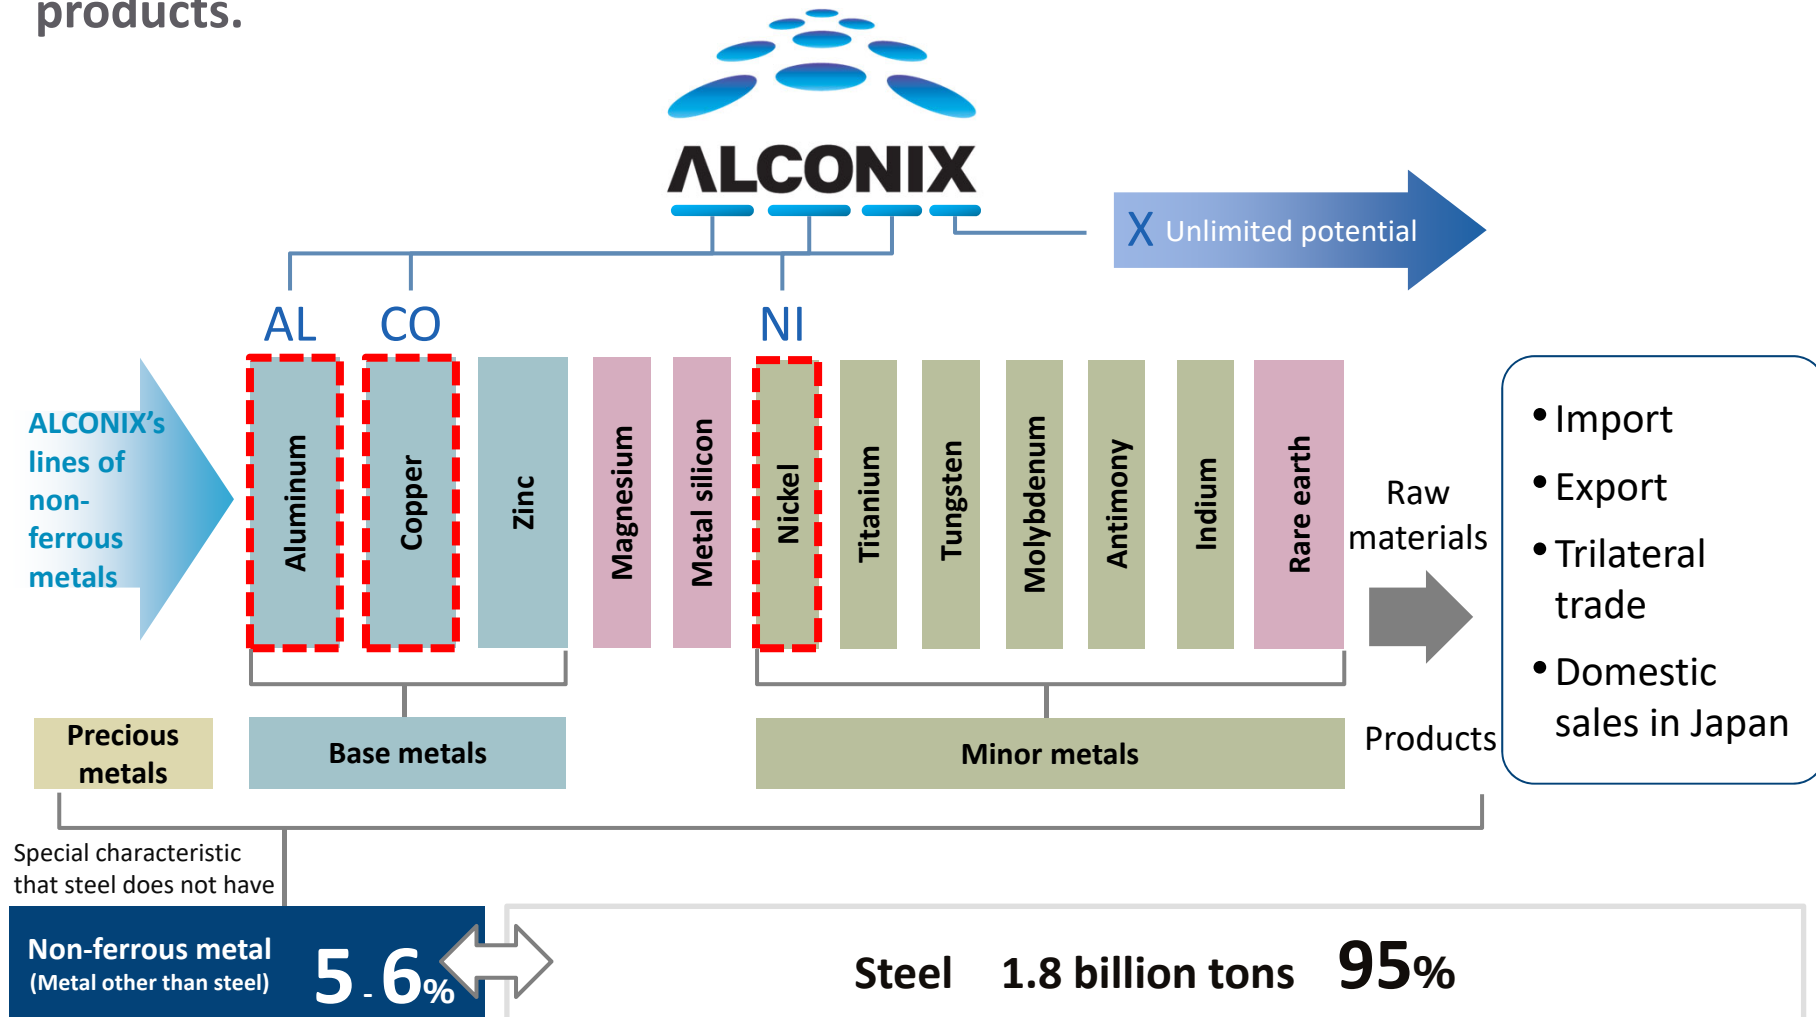 products.
ALCONIX
X Unlimited potential
AL
CO
NI
ALCONIX's
lines of
non-
ferrous
metals
Aluminum
Copper
Zinc
Magnesium
Metal silicon
Nickel
Titanium
Tungsten
Molybdenum
Antimony
Indium
Rare earth
Raw
materials
• Import
• Export
• Trilateral
trade
• Domestic
sales in Japan
Precious
metals
Base metals
Minor metals
Products
Special characteristic
that steel does not have
Non-ferrous metal
(Metal other than steel)
5 - 6%
Steel 1.8 billion tons 95%